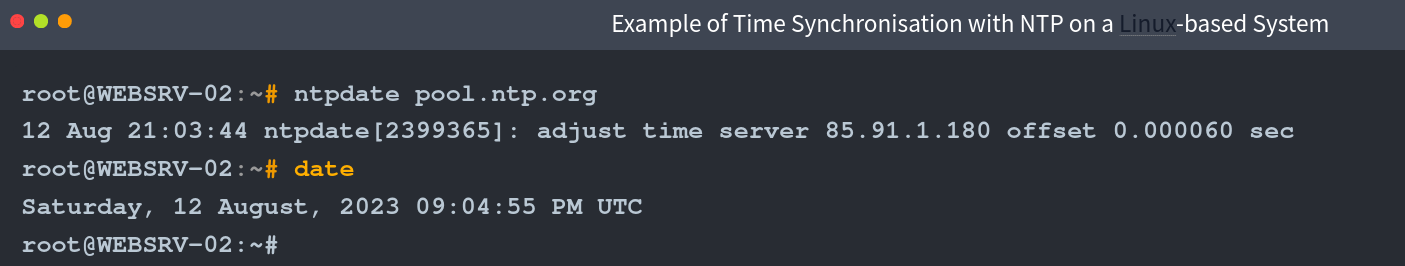 Example of Time Synchronisation with NTP on a Linux-based System
root@WEBSRV-02:~# ntpdate pool.ntp.org
12 Aug 21:03:44 ntpdate[2399365]: adjust time server 85.91.1.180 offset 0.000060 sec
root@WEBSRV-02:~# date
Saturday, 12 August, 2023 09:04:55 PM UTC
root@WEBSRV-02:~#